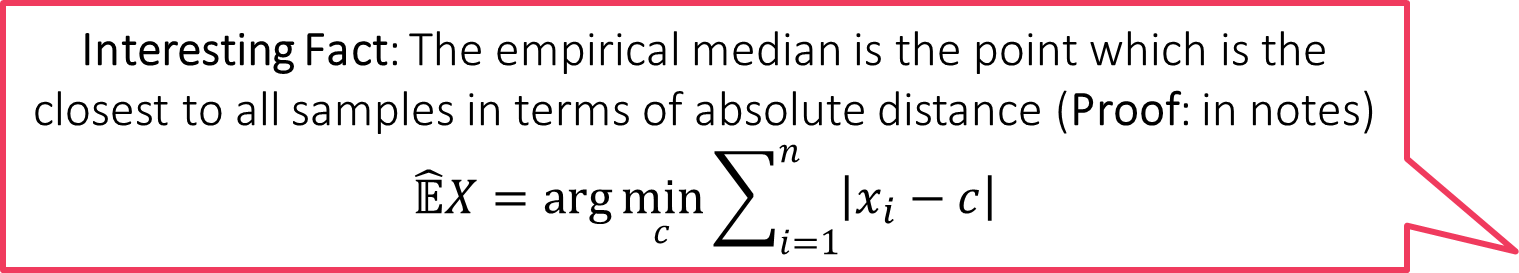 Interesting Fact: The empirical median is the point which is the
closest to all samples in terms of absolute distance (Proof: in notes)
𝔼̂X = arg min_c ∑_{i=1}^n |x_i − c|